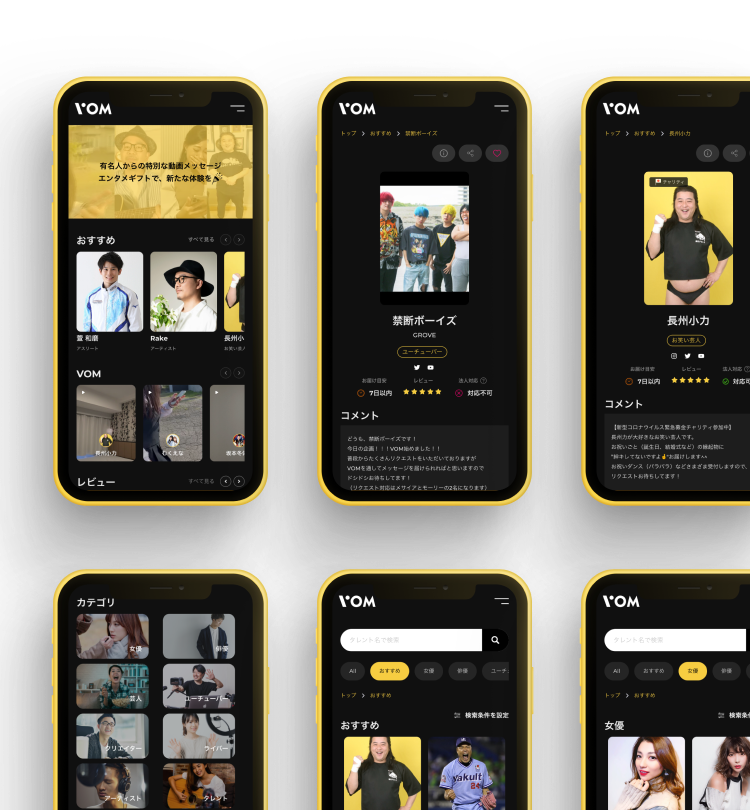 VOM
有名人からの特別な動画メッセージ
エンタメギフトで、新たな体験を🎉
おすすめ
すべて見る
萱 和磨
アスリート
Rake
アーティスト
長州小
お笑い芸人
VOM
長州小力
わくえな
坂本冬
レビュー
すべて見る
VOM
トップ > おすすめ > 禁断ボーイズ
禁断ボーイズ
GROVE
ユーチューバー
お届け目安
7日以内
レビュー
★★★★★
法人対応
対応不可
コメント
どうも、禁断ボーイズです！
今日の企画！！！VOM始めました！！
普段からたくさんリクエストをいただいておりますが
VOMを通してメッセージを届けられればと思いますので
ドシドシお待ちしてます！
（リクエスト対応はメサイアとモーリーの2名になります）
VOM
トップ > おすすめ > 長州小力
チャリティ
長州小力
お笑い芸人
お届け目安
7日以内
レビュー
★★★★★
法人対応
対応可
コメント
【新型コロナウイルス緊急募金チャリティ参加中】
長州力が大好きなお笑い芸人です。
お祝いごと（誕生日、結婚式など）の縁起物に
"幹キレてないですよ👍"お届けします^^
お祝いダンス（パラパラ）などさまざま受付しますので、
リクエストお待ちしてます！
カテゴリ
女優
俳優
芸人
ユーチューバー
クリエイター
ライバー
アーティスト
タレント
VOM
タレント名で検索
All
おすすめ
女優
俳優
ユーチ
トップ > おすすめ
検索条件を設定
おすすめ
Yakult
VOM
タレント名で検索
All
おすすめ
女優
俳優
トップ > おすすめ
検索条件
女優